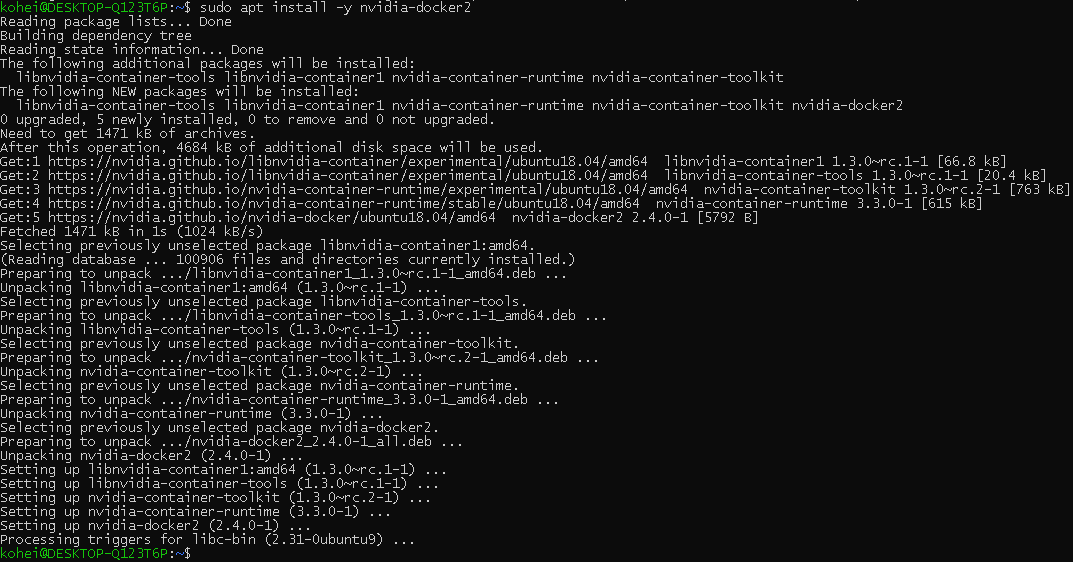 kohei@DESKTOP-Q123T6P:~$ sudo apt install -y nvidia-docker2
Reading package lists... Done
Building dependency tree
Reading state information... Done
The following additional packages will be installed:
  libnvidia-container-tools libnvidia-container1 nvidia-container-runtime nvidia-container-toolkit
The following NEW packages will be installed:
  libnvidia-container-tools libnvidia-container1 nvidia-container-runtime nvidia-container-toolkit nvidia-docker2
0 upgraded, 5 newly installed, 0 to remove and 0 not upgraded.
Need to get 1471 kB of archives.
After this operation, 4684 kB of additional disk space will be used.
Get:1 https://nvidia.github.io/libnvidia-container/experimental/ubuntu18.04/amd64  libnvidia-container1 1.3.0~rc.1-1 [66.8 kB]
Get:2 https://nvidia.github.io/libnvidia-container/experimental/ubuntu18.04/amd64  libnvidia-container-tools 1.3.0~rc.1-1 [20.4 kB]
Get:3 https://nvidia.github.io/nvidia-container-runtime/experimental/ubuntu18.04/amd64  nvidia-container-toolkit 1.3.0~rc.2-1 [763 kB]
Get:4 https://nvidia.github.io/nvidia-container-runtime/stable/ubuntu18.04/amd64  nvidia-container-runtime 3.3.0-1 [615 kB]
Get:5 https://nvidia.github.io/nvidia-docker/ubuntu18.04/amd64  nvidia-docker2 2.4.0-1 [5792 B]
Fetched 1471 kB in 1s (1024 kB/s)
Selecting previously unselected package libnvidia-container1:amd64.
(Reading database ... 100906 files and directories currently installed.)
Preparing to unpack .../libnvidia-container1_1.3.0~rc.1-1_amd64.deb ...
Unpacking libnvidia-container1:amd64 (1.3.0~rc.1-1) ...
Selecting previously unselected package libnvidia-container-tools.
Preparing to unpack .../libnvidia-container-tools_1.3.0~rc.1-1_amd64.deb ...
Unpacking libnvidia-container-tools (1.3.0~rc.1-1) ...
Selecting previously unselected package nvidia-container-toolkit.
Preparing to unpack .../nvidia-container-toolkit_1.3.0~rc.2-1_amd64.deb ...
Unpacking nvidia-container-toolkit (1.3.0~rc.2-1) ...
Selecting previously unselected package nvidia-container-runtime.
Preparing to unpack .../nvidia-container-runtime_3.3.0-1_amd64.deb ...
Unpacking nvidia-container-runtime (3.3.0-1) ...
Selecting previously unselected package nvidia-docker2.
Preparing to unpack .../nvidia-docker2_2.4.0-1_all.deb ...
Unpacking nvidia-docker2 (2.4.0-1) ...
Setting up libnvidia-container1:amd64 (1.3.0~rc.1-1) ...
Setting up libnvidia-container-tools (1.3.0~rc.1-1) ...
Setting up nvidia-container-toolkit (1.3.0~rc.2-1) ...
Setting up nvidia-container-runtime (3.3.0-1) ...
Setting up nvidia-docker2 (2.4.0-1) ...
Processing triggers for libc-bin (2.31-0ubuntu9) ...
kohei@DESKTOP-Q123T6P:~$